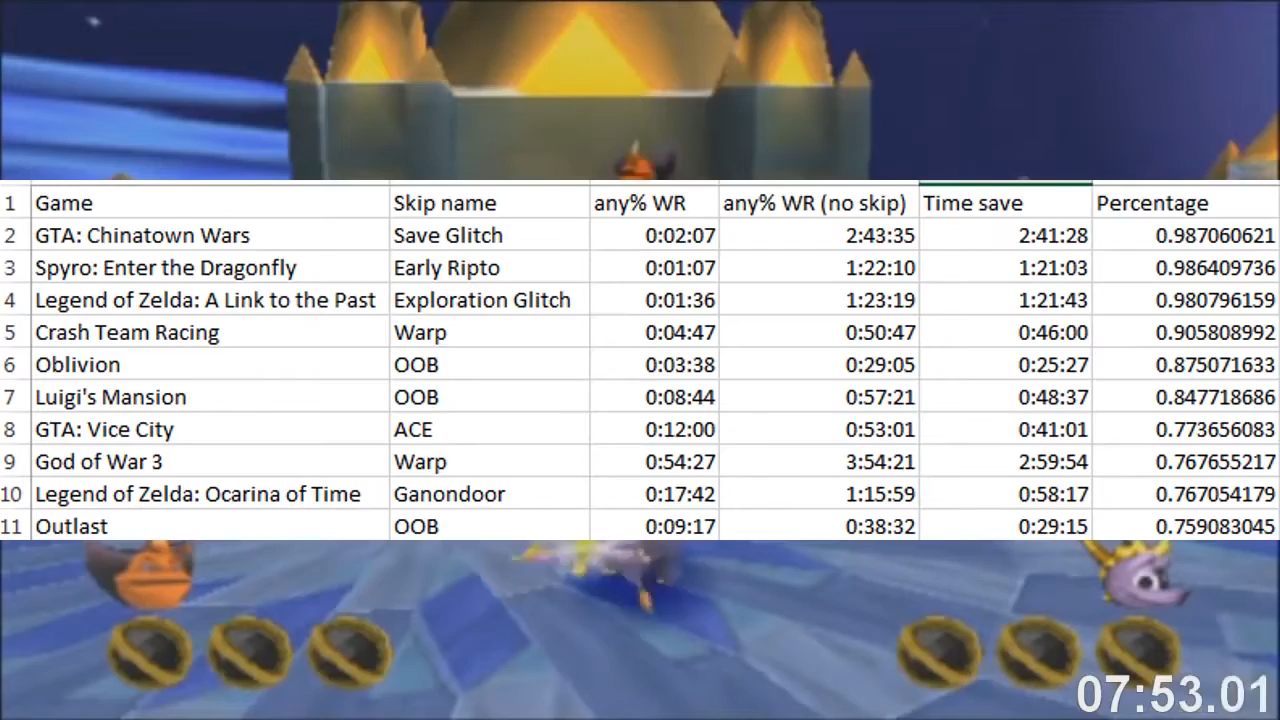 1 Game Skip name any% WR any% WR (no skip) Time save Percentage
2 GTA: Chinatown Wars Save Glitch 0:02:07 2:43:35 2:41:28 0.987060621
3 Spyro: Enter the Dragonfly Early Ripto 0:01:07 1:22:10 1:21:03 0.986409736
4 Legend of Zelda: A Link to the Past Exploration Glitch 0:01:36 1:23:19 1:21:43 0.980796159
5 Crash Team Racing Warp 0:04:47 0:50:47 0:46:00 0.905808992
6 Oblivion OOB 0:03:38 0:29:05 0:25:27 0.875071633
7 Luigi's Mansion OOB 0:08:44 0:57:21 0:48:37 0.847718686
8 GTA: Vice City ACE 0:12:00 0:53:01 0:41:01 0.773656083
9 God of War 3 Warp 0:54:27 3:54:21 2:59:54 0.767655217
10 Legend of Zelda: Ocarina of Time Ganondoor 0:17:42 1:15:59 0:58:17 0.767054179
11 Outlast OOB 0:09:17 0:38:32 0:29:15 0.759083045
07:53.01